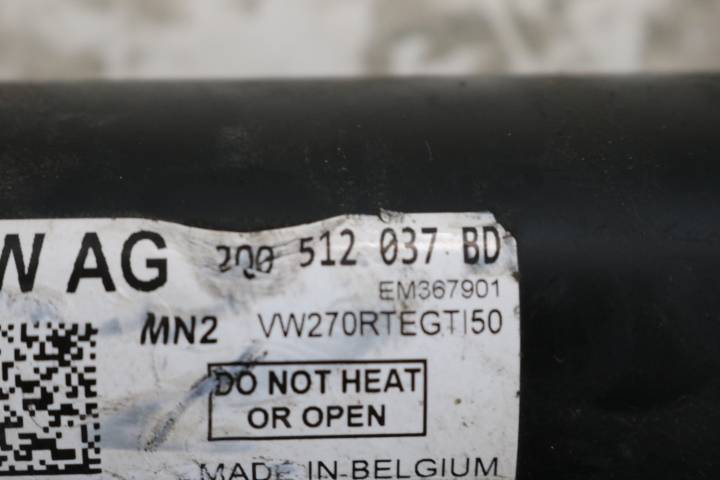 W AG 2Q0 512 037 BD
EM367901
MN2 VW270RTEGTI50
DO NOT HEAT
OR OPEN
MADE IN BELGIUM